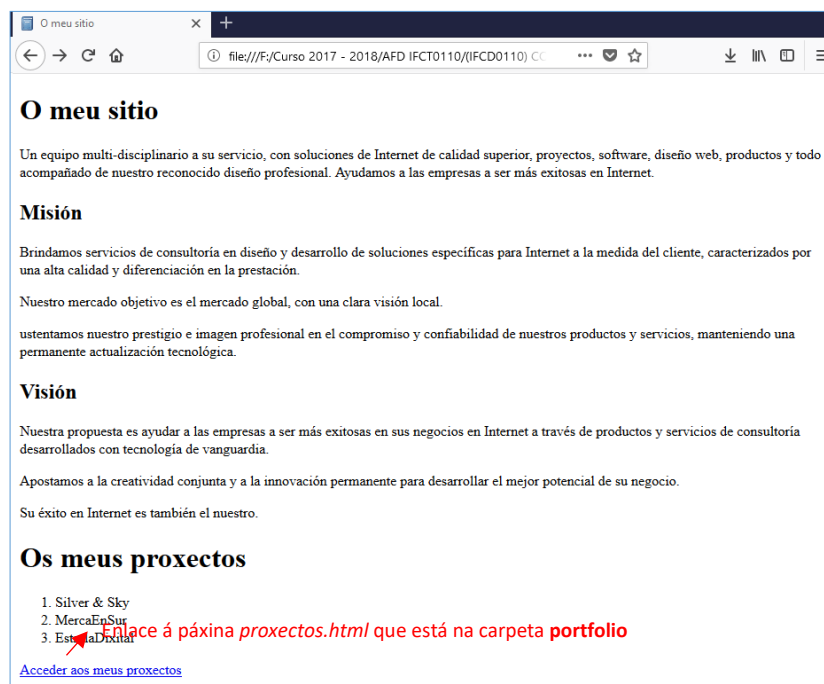 O meu sitio
file:///F:/Curso 2017 - 2018/AFD IFCT0110/(IFCD0110) CC
O meu sitio
Un equipo multi-disciplinario a su servicio, con soluciones de Internet de calidad superior, proyectos, software, diseño web, productos y todo
acompañado de nuestro reconocido diseño profesional. Ayudamos a las empresas a ser más exitosas en Internet.
Misión
Brindamos servicios de consultoría en diseño y desarrollo de soluciones específicas para Internet a la medida del cliente, caracterizados por
una alta calidad y diferenciación en la prestación.
Nuestro mercado objetivo es el mercado global, con una clara visión local.
ustentamos nuestro prestigio e imagen profesional en el compromiso y confiabilidad de nuestros productos y servicios, manteniendo una
permanente actualización tecnológica.
Visión
Nuestra propuesta es ayudar a las empresas a ser más exitosas en sus negocios en Internet a través de productos y servicios de consultoría
desarrollados con tecnología de vanguardia.
Apostamos a la creatividad conjunta y a la innovación permanente para desarrollar el mejor potencial de su negocio.
Su éxito en Internet es también el nuestro.
Os meus proxectos
1. Silver & Sky
2. MercaEnSur
Enlace á páxina proxectos.html que está na carpeta portfolio
3.
Acceder aos meus proxectos